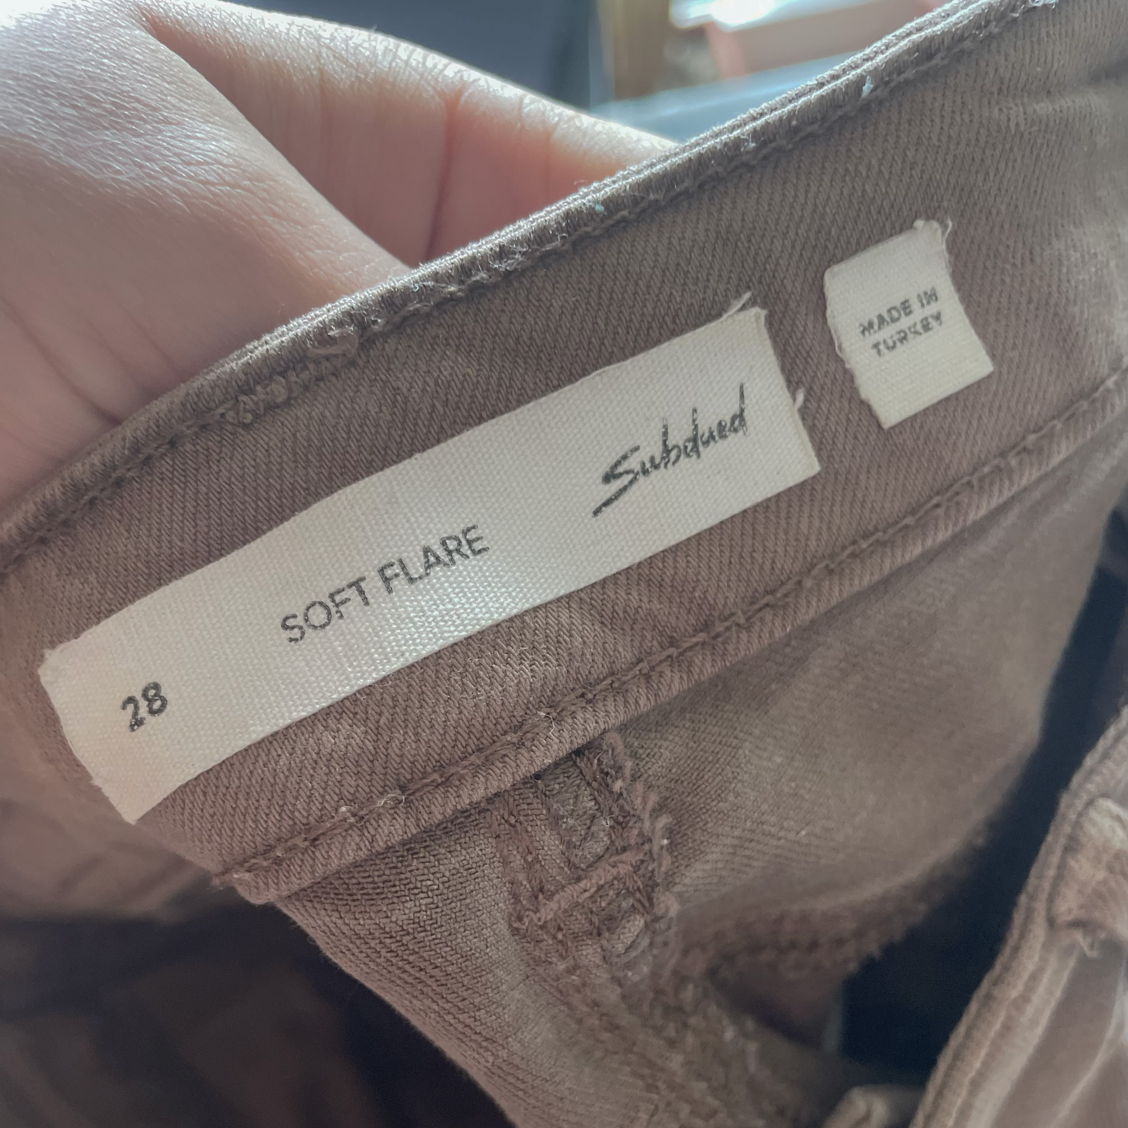 28
SOFT FLARE
Subdued
MADE IN
TURKEY